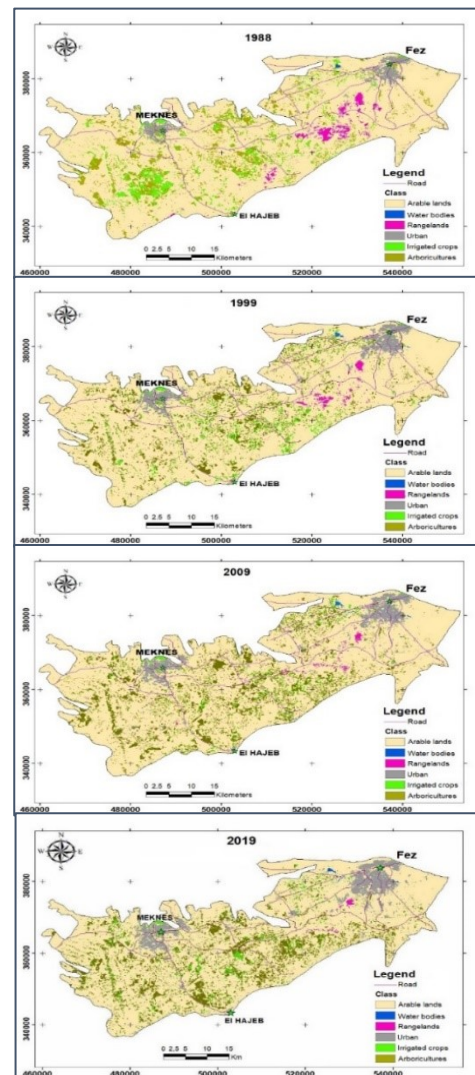 1988
N
Fez
380000
MEKNES
360000
Legend
Road
Class
Arable lands
Water bodies
Rangelands
Urban
Irrigated crops
Arboricultures
El HAJEB
340000
0 2.5 5 10 15
Kilometers
460000 480000 500000 520000 540000
1999
N
Fez
380000
MEKNES
360000
Legend
Road
Class
Arable lands
Water bodies
Rangelands
Urban
Irrigated crops
Arboricultures
El HAJEB
340000
0 2.5 5 10 15
Kilometers
460000 480000 500000 520000 540000
2009
N
Fez
380000
MEKNES
360000
Legend
Road
Class
Arable lands
Water bodies
Rangelands
Urban
Irrigated crops
Arboricultures
El HAJEB
340000
0 2.5 5 10 15
Kilometers
460000 480000 500000 520000 540000
2019
N
W E
S
Fez
380000
MEKNES
360000
Legend
Road
Class
Arable lands
Water bodies
Rangelands
Urban
Irrigated crops
Arboricultures
El HAJEB
340000
0 2.5 5 10 15
Km
460000 480000 500000 520000 540000